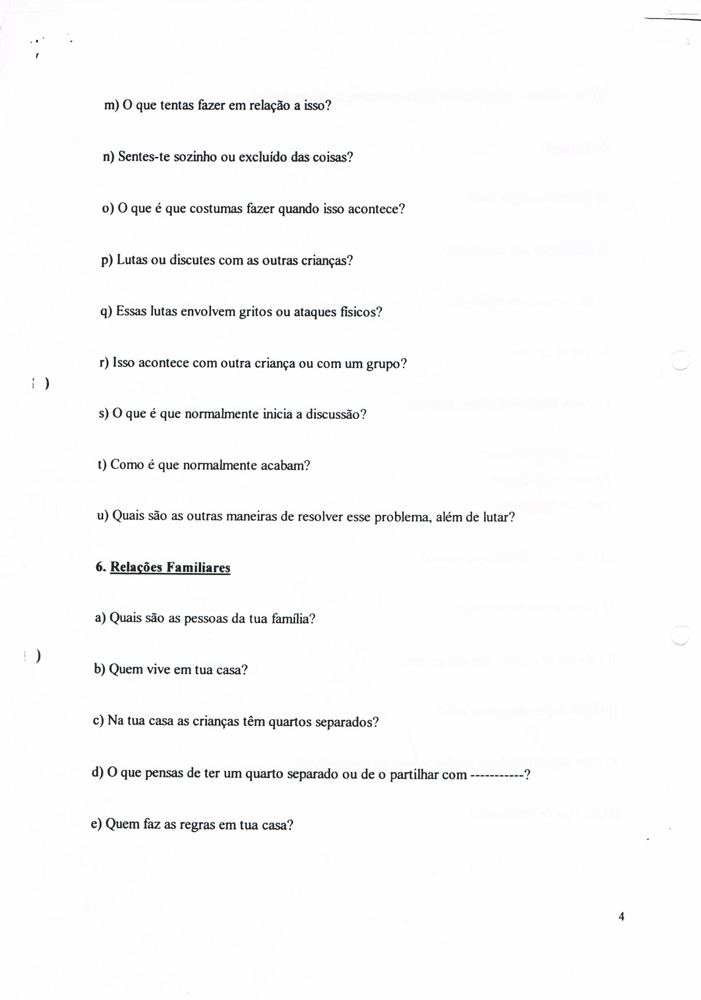 m) O que tentas fazer em relação a isso?
n) Sentes-te sozinho ou excluído das coisas?
o) O que é que costumas fazer quando isso acontece?
p) Lutas ou discutes com as outras crianças?
q) Essas lutas envolvem gritos ou ataques físicos?
r) Isso acontece com outra criança ou com um grupo?
s) O que é que normalmente inicia a discussão?
t) Como é que normalmente acabam?
u) Quais são as outras maneiras de resolver esse problema, além de lutar?
6. Relações Familiares
a) Quais são as pessoas da tua família?
b) Quem vive em tua casa?
c) Na tua casa as crianças têm quartos separados?
d) O que pensas de ter um quarto separado ou de o partilhar com -----------?
e) Quem faz as regras em tua casa?
4